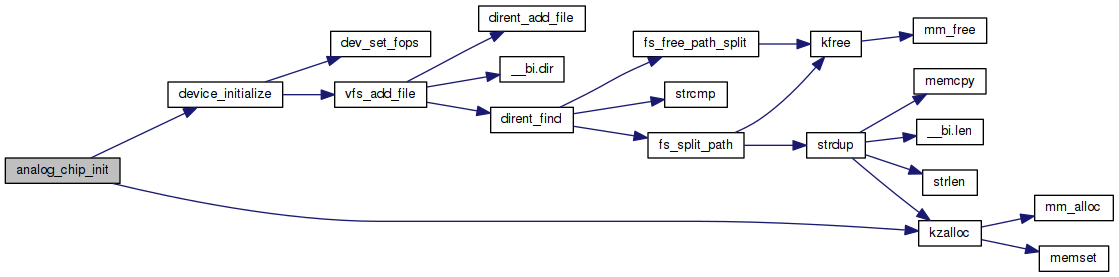 analog_chip_init
device_initialize
dev_set_fops
vfs_add_file
dirent_add_file
__bi.dir
dirent_find
fs_free_path_split
strcmp
fs_split_path
kfree
mm_free
strdup
memcpy
__bi.len
strlen
kzalloc
mm_alloc
memset